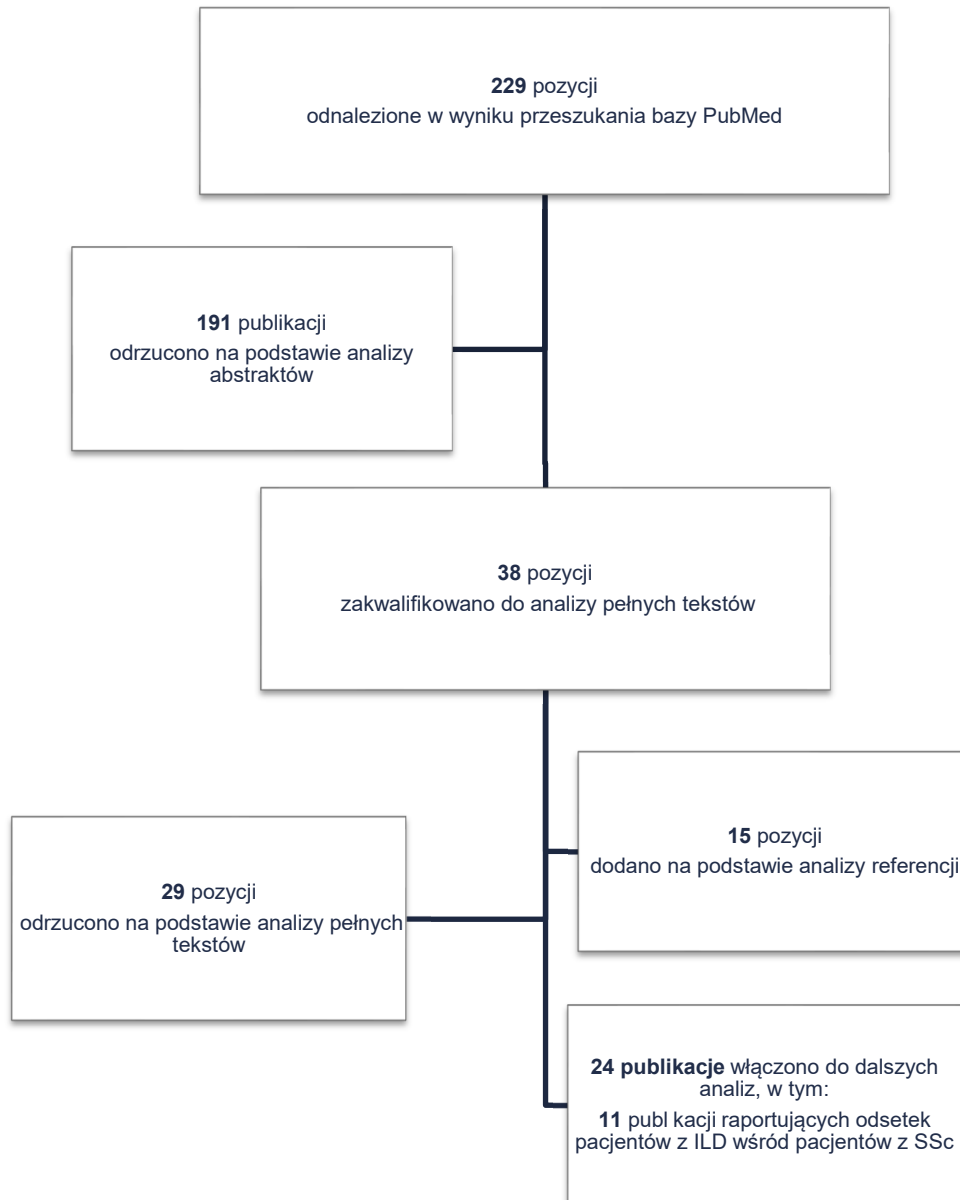 229 pozycji
odnalezione w wyniku przeszukania bazy PubMed
191 publikacji
odrzucono na podstawie analizy
abstraktów
38 pozycji
zakwalifikowano do analizy pełnych tekstów
15 pozycji
dodano na podstawie analizy referencji
29 pozycji
odrzucono na podstawie analizy pełnych
tekstów
24 publikacje włączono do dalszych
analiz, w tym:
11 publ kacji raportujących odsetek
pacjentów z ILD wśród pacjentów z SSc